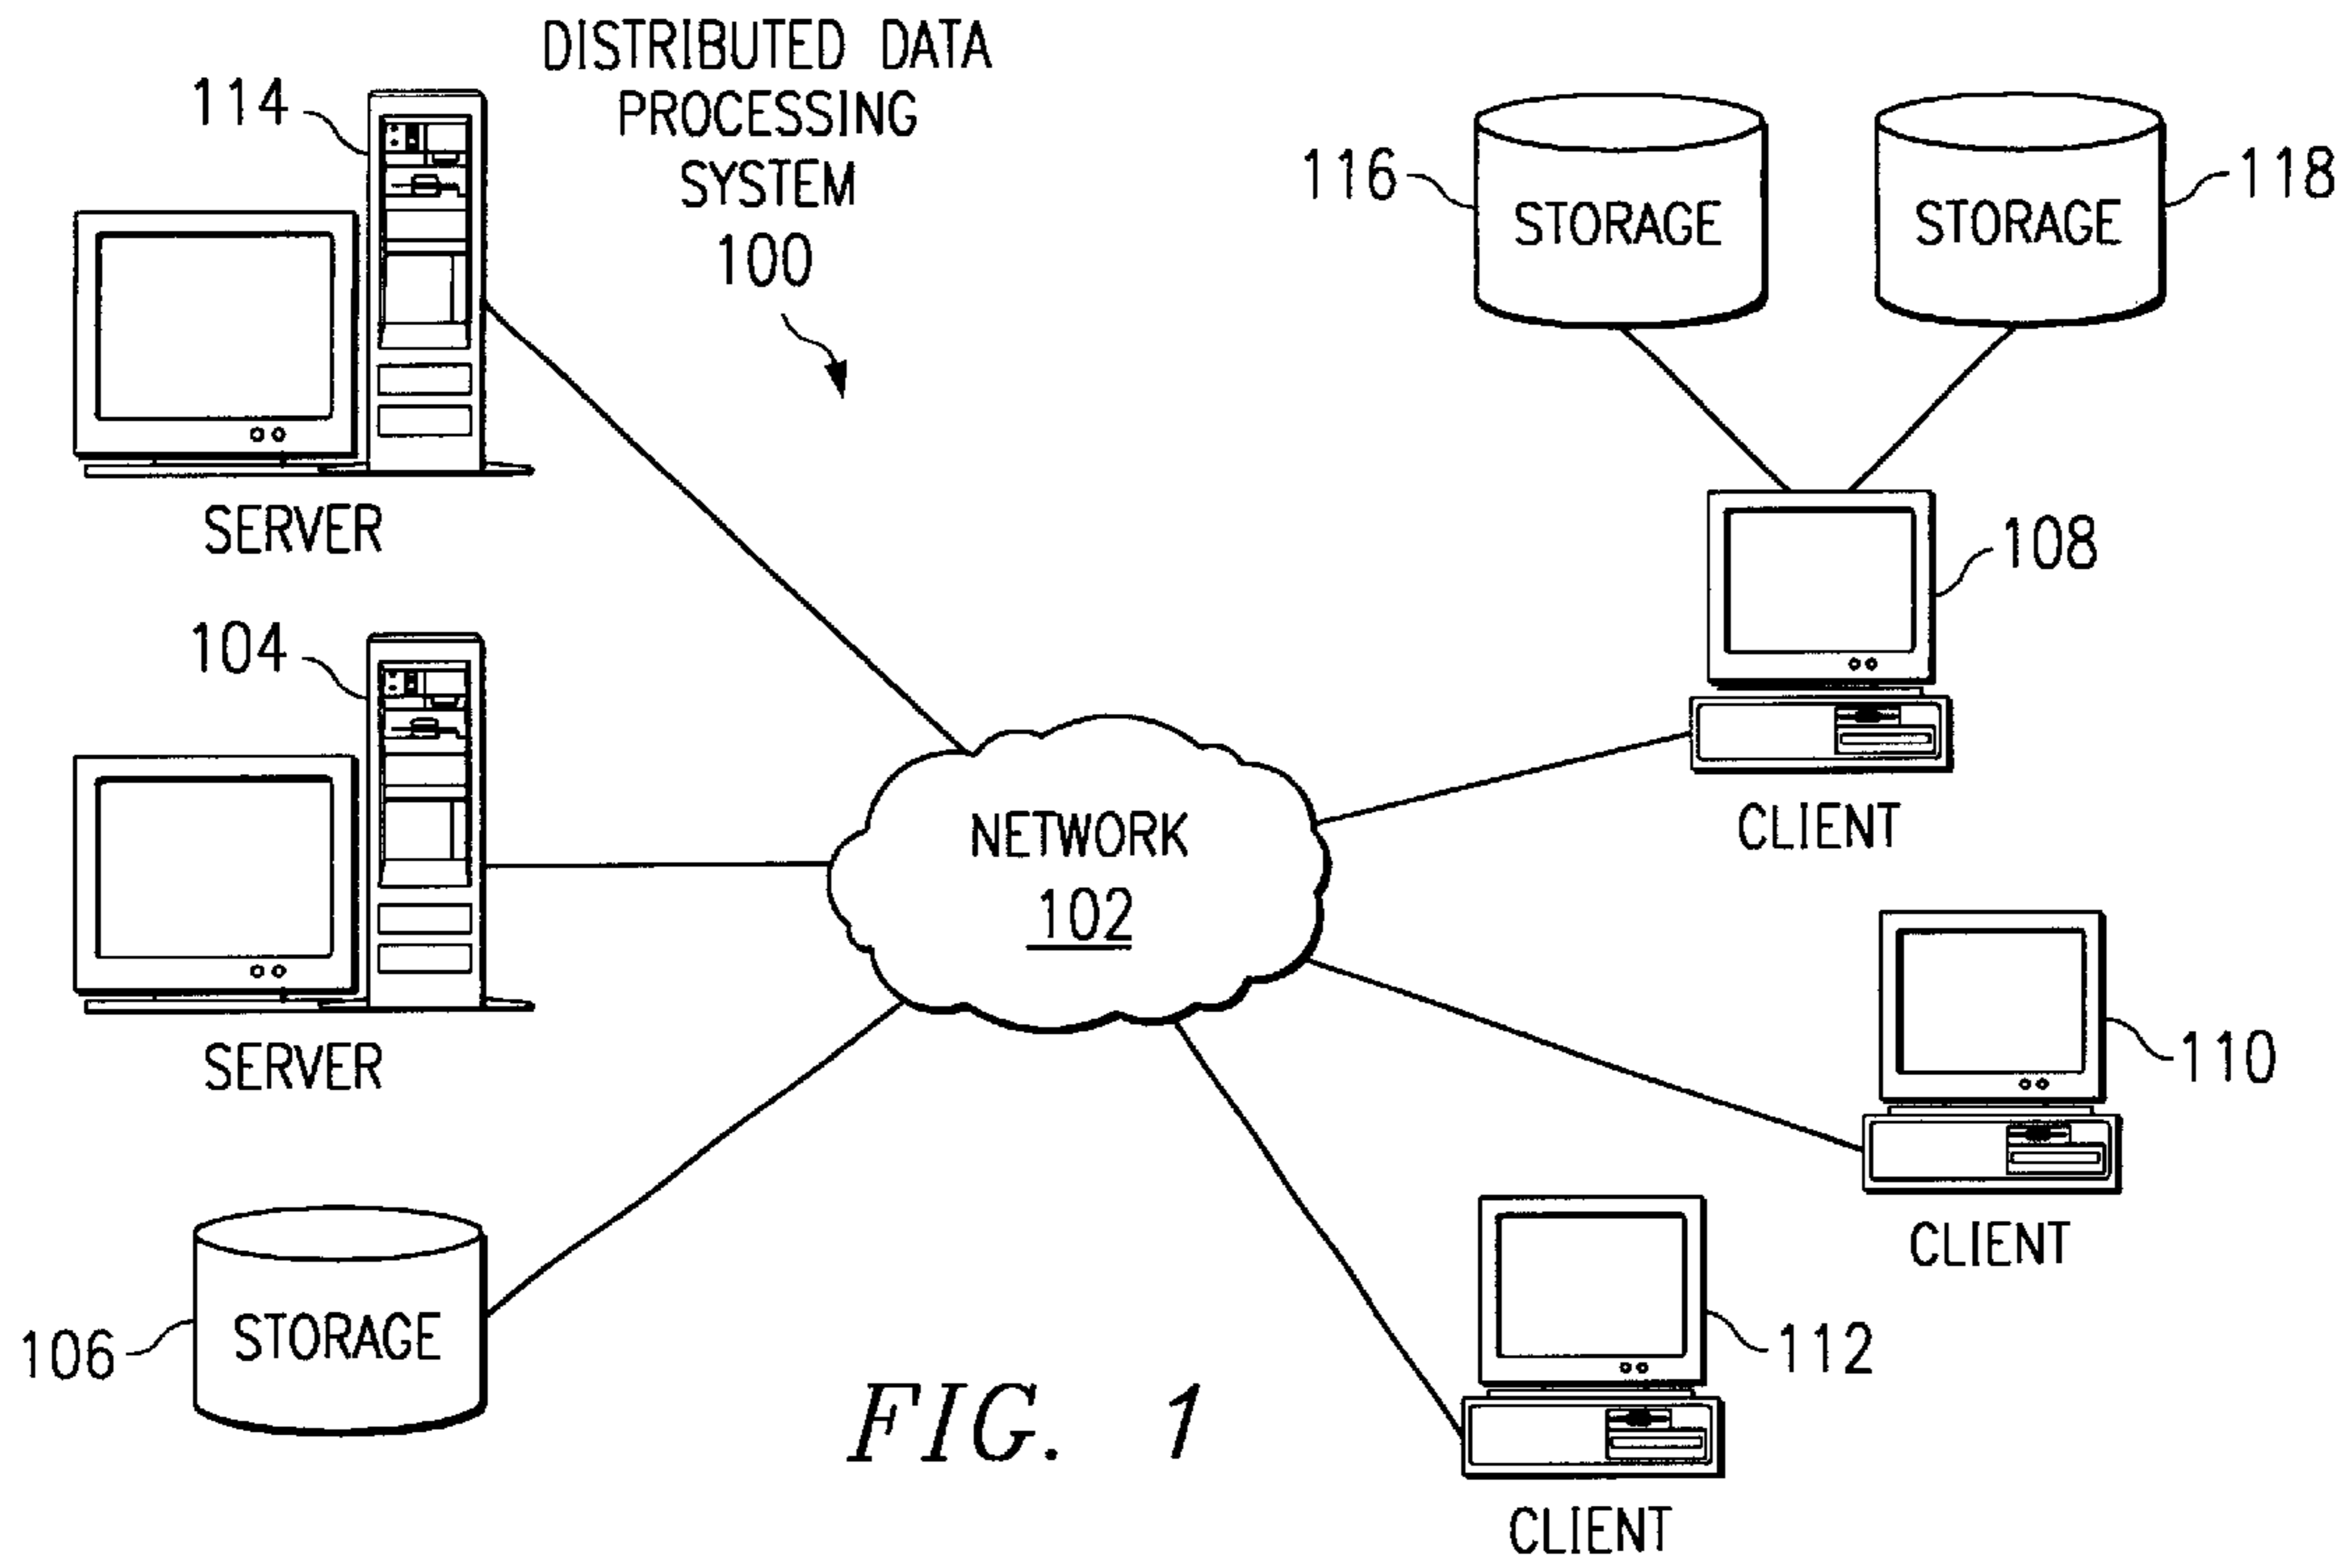 DISTRIBUTED DATA
PROCESSING
SYSTEM
100
114
SERVER
116
STORAGE
STORAGE
118
108
CLIENT
104
SERVER
NETWORK
102
110
CLIENT
106
STORAGE
112
CLIENT
FIG. 1